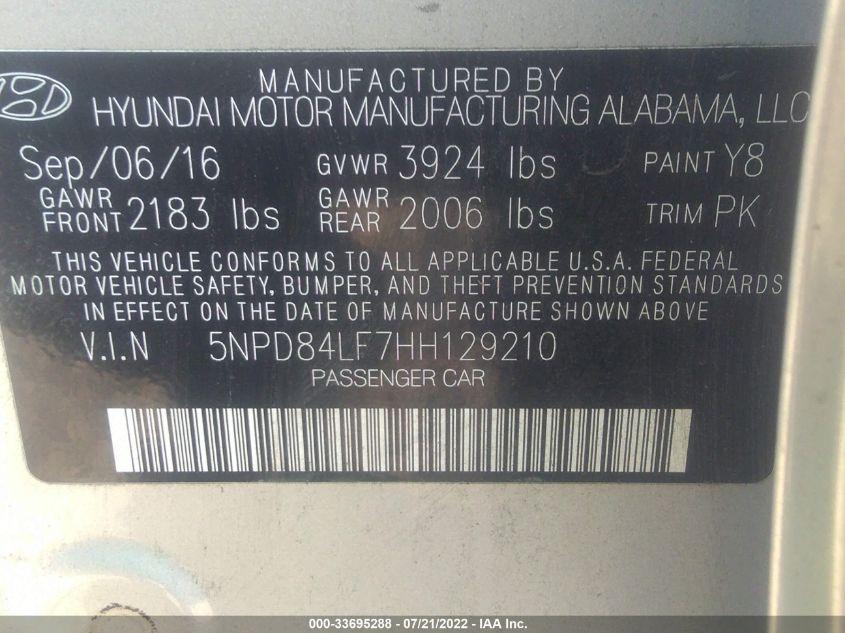 MANUFACTURED BY
HYUNDAI MOTOR MANUFACTURING ALABAMA, LLC
Sep/06/16 GVWR 3924 lbs PAINT Y8
GAWR FRONT 2183 lbs GAWR REAR 2006 lbs TRIM PK
THIS VEHICLE CONFORMS TO ALL APPLICABLE U.S.A. FEDERAL
MOTOR VEHICLE SAFETY, BUMPER, AND THEFT PREVENTION STANDARDS
IN EFFECT ON THE DATE OF MANUFACTURE SHOWN ABOVE
V.I.N 5NPD84LF7HH129210
PASSENGER CAR
000-33695288 - 07/21/2022 - IAA Inc.